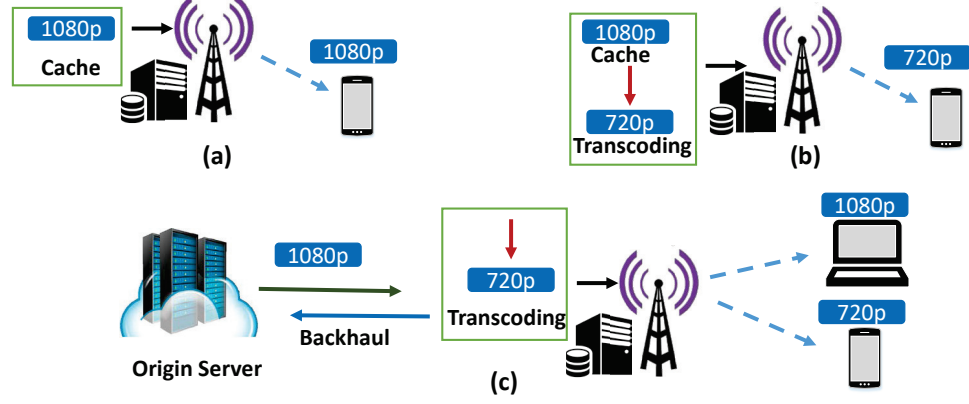 1080p
Cache
1080p
(a)
1080p
Cache
720p
Transcoding
720p
(b)
Origin Server
1080p
Backhaul
720p
Transcoding
1080p
720p
(c)